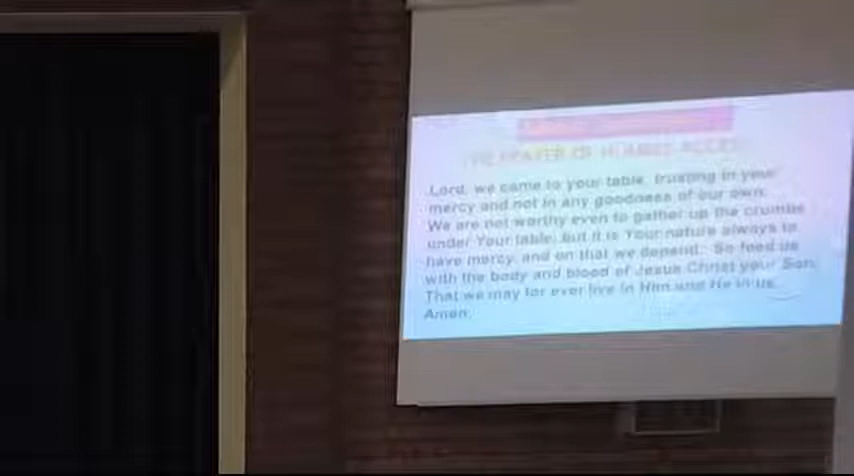 THE PRAYER OF HUMBLE ACCESS
Lord, we come to your table, trusting in your
mercy and not in any goodness of our own.
We are not worthy even to gather up the crumbs
under Your table, but it is Your nature always to
have mercy, and on that we depend. So feed us
with the body and blood of Jesus Christ your Son,
That we may for ever live in Him and He in us.
Amen.